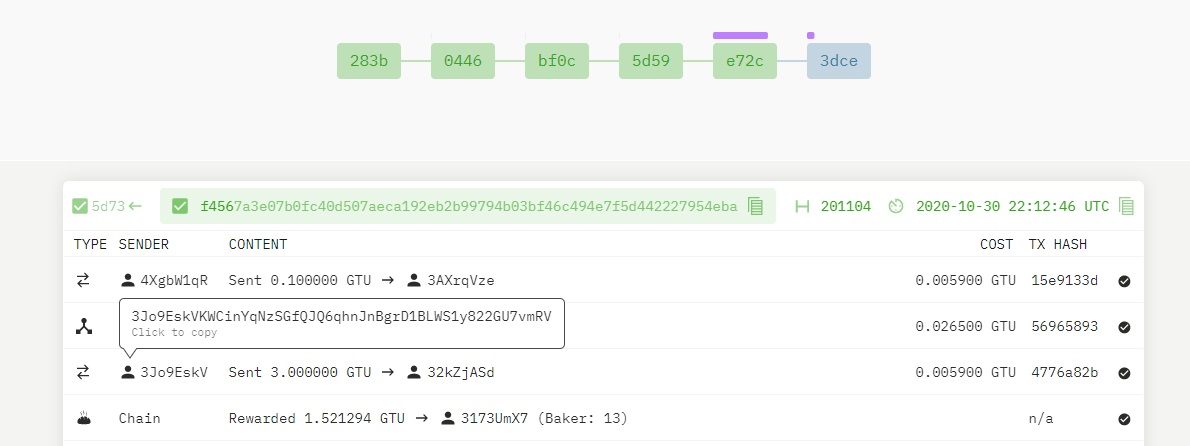 283b 0446 bf0c 5d59 e72c 3dce
5d73 f4567a3e07b0fc40d507aeca192eb2b99794b03bf46c494e7f5d442227954eba 201104 2020-10-30 22:12:46 UTC
TYPE SENDER CONTENT COST TX HASH
4XgbW1qR Sent 0.100000 GTU → 3AXrqVze 0.005900 GTU 15e9133d
3Jo9EskVKWCinYqNzSGfQJQ6qhnJnBgrD1BLWS1y822GU7vmRV
Click to copy
0.026500 GTU 56965893
3Jo9EskV Sent 3.000000 GTU → 32kZjASd 0.005900 GTU 4776a82b
Chain Rewarded 1.521294 GTU → 3173UmX7 (Baker: 13) n/a